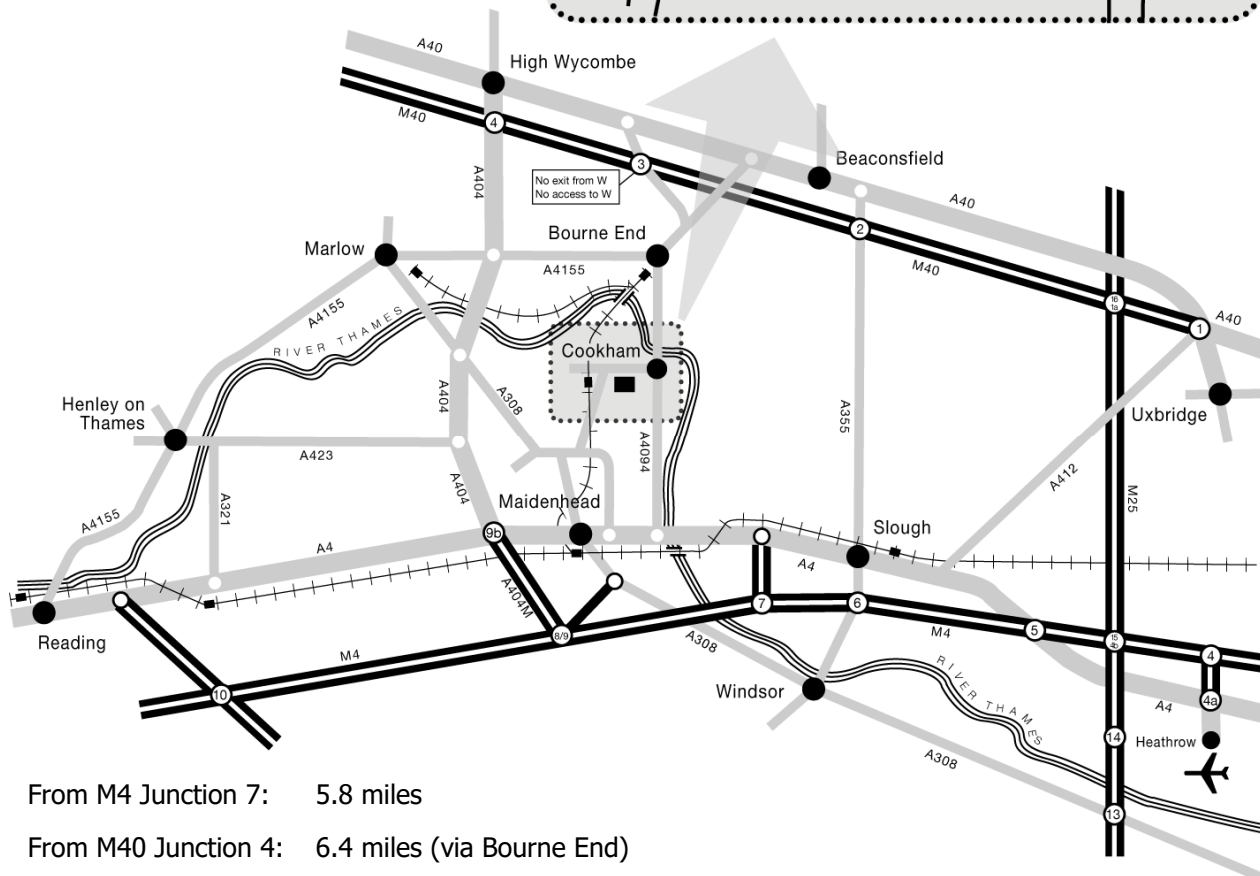 A40
High Wycombe
M40
4
3
Beaconsfield
No exit from W
No access to W
A404
A40
2
M40
Marlow
Bourne End
A4155
A4155
RIVER THAMES
16
1a
A40
1
Cookham
Uxbridge
A404
A308
A355
Henley on
Thames
A423
A4094
A412
M25
A404
A321
Maidenhead
A4155
9b
Slough
A4
A4
A404M
7
6
Reading
8/9
M4
5
15
4b
4
M4
A308
10
Windsor
RIVER THAMES
4a
A4
14
Heathrow
A308
13
From M4 Junction 7: 5.8 miles
From M40 Junction 4: 6.4 miles (via Bourne End)